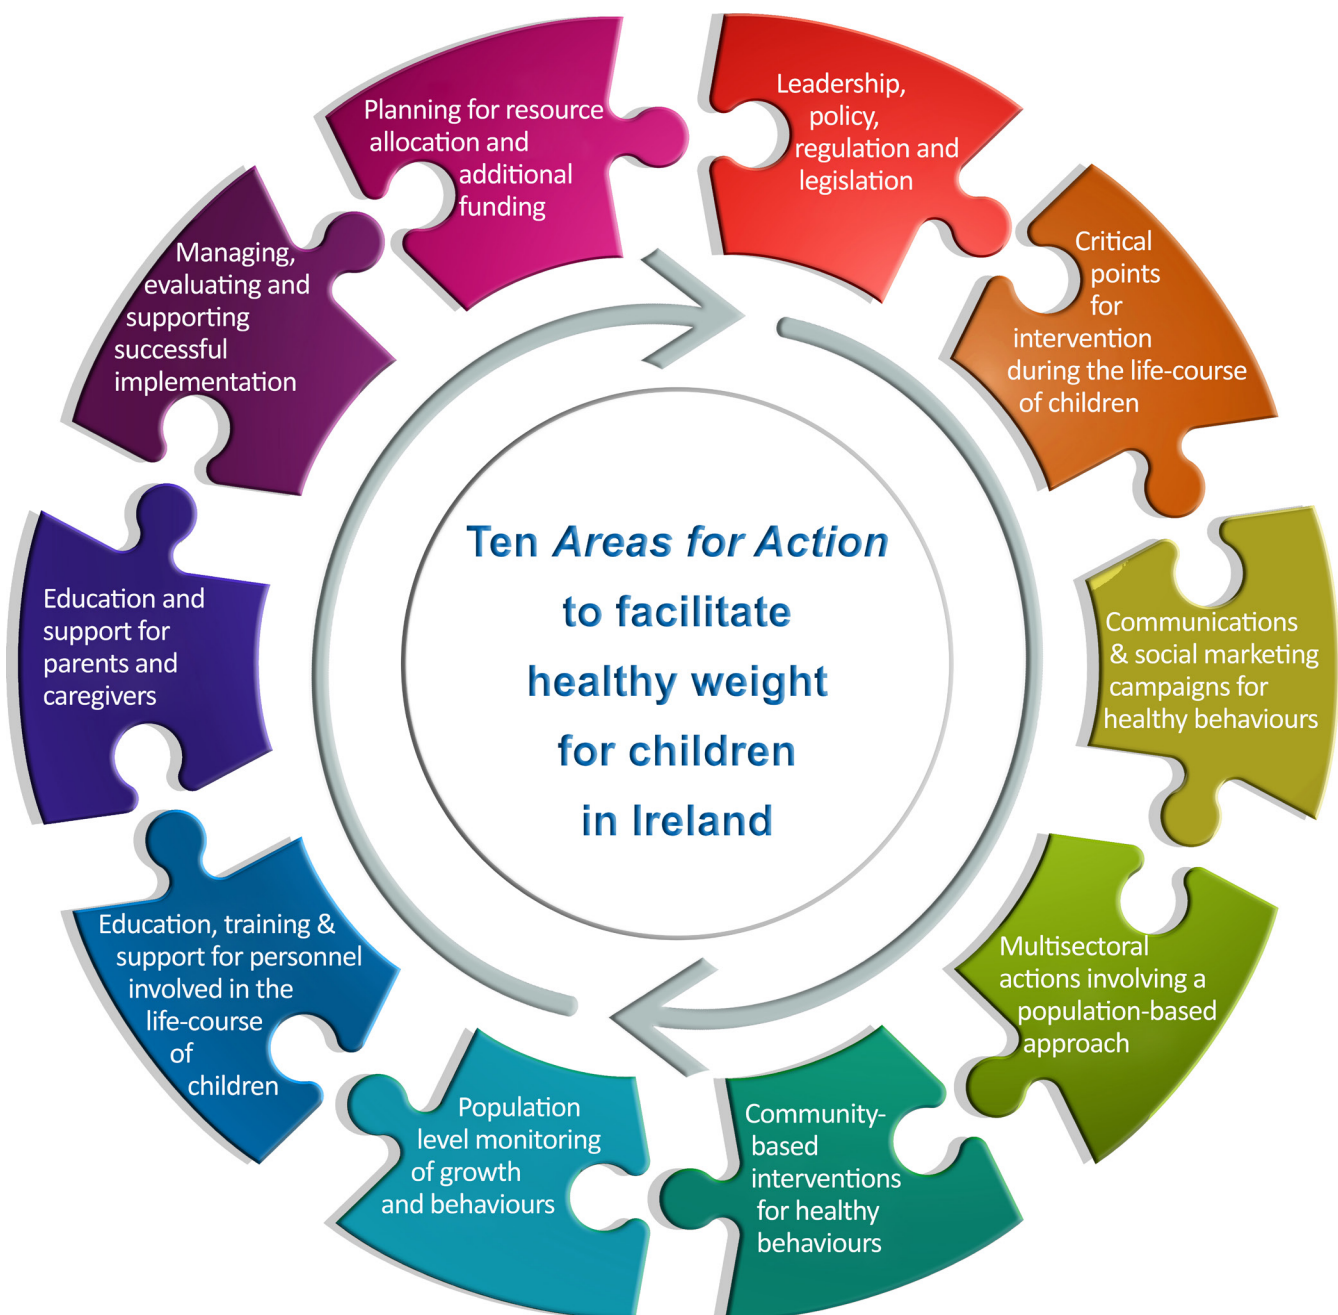 Ten Areas for Action
to facilitate
healthy weight
for children
in Ireland
Leadership,
policy,
regulation and
legislation
Critical
points
for
intervention
during the life-course
of children
Communications
& social marketing
campaigns for
healthy behaviours
Multisectoral
actions involving a
population-based
approach
Community-
based
interventions
for healthy
behaviours
Population
level monitoring
of growth
and behaviours
Education, training &
support for personnel
involved in the
life-course
of
children
Education and
support for
parents and
caregivers
Managing,
evaluating and
supporting
successful
implementation
Planning for resource
allocation and
additional
funding